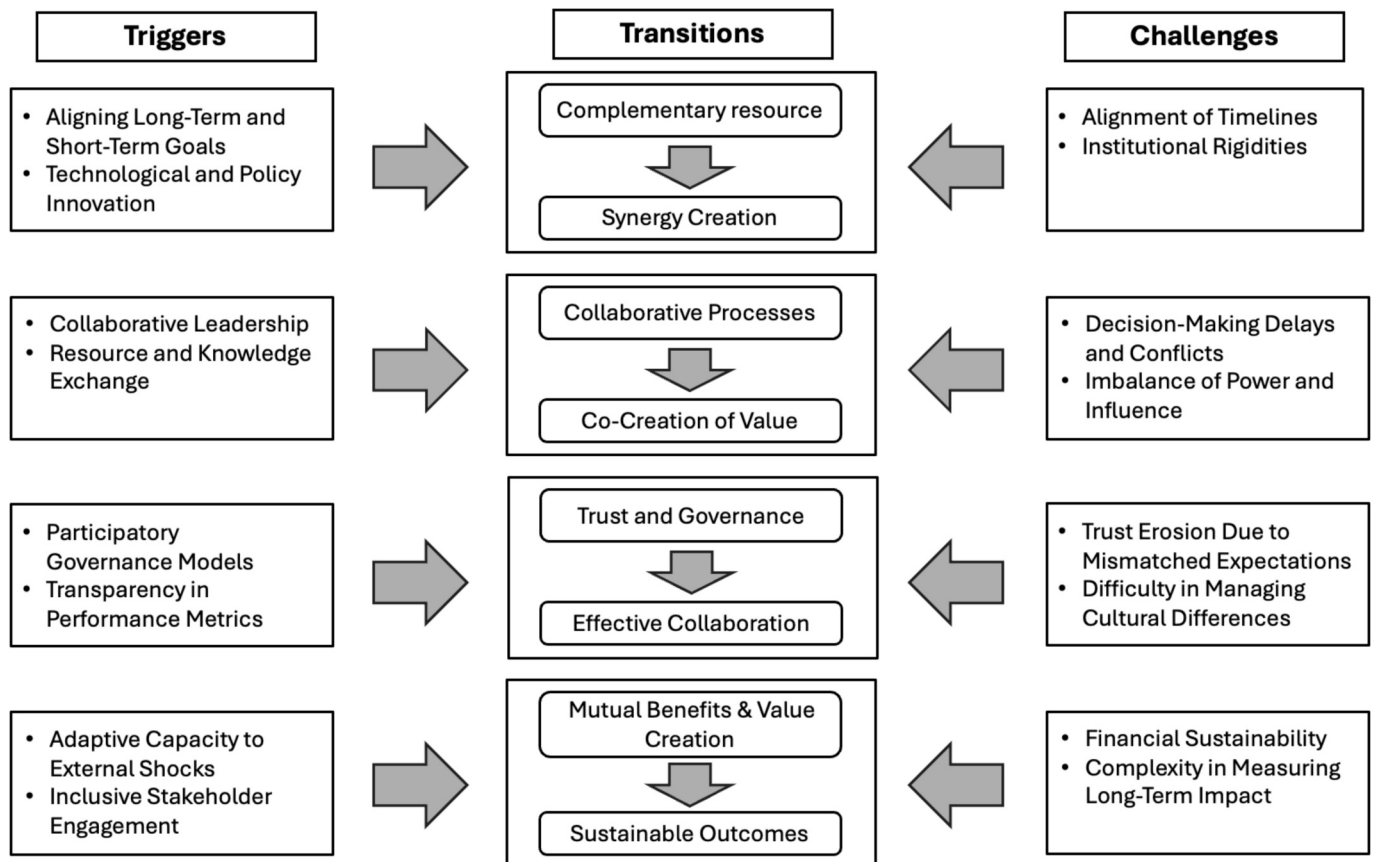 Triggers
Transitions
Challenges
• Aligning Long-Term and
Short-Term Goals
• Technological and Policy
Innovation
Complementary resource
Synergy Creation
• Alignment of Timelines
• Institutional Rigidities
• Collaborative Leadership
• Resource and Knowledge
Exchange
Collaborative Processes
Co-Creation of Value
• Decision-Making Delays
and Conflicts
• Imbalance of Power and
Influence
• Participatory
Governance Models
• Transparency in
Performance Metrics
Trust and Governance
Effective Collaboration
• Trust Erosion Due to
Mismatched Expectations
• Difficulty in Managing
Cultural Differences
• Adaptive Capacity to
External Shocks
• Inclusive Stakeholder
Engagement
Mutual Benefits & Value
Creation
Sustainable Outcomes
• Financial Sustainability
• Complexity in Measuring
Long-Term Impact